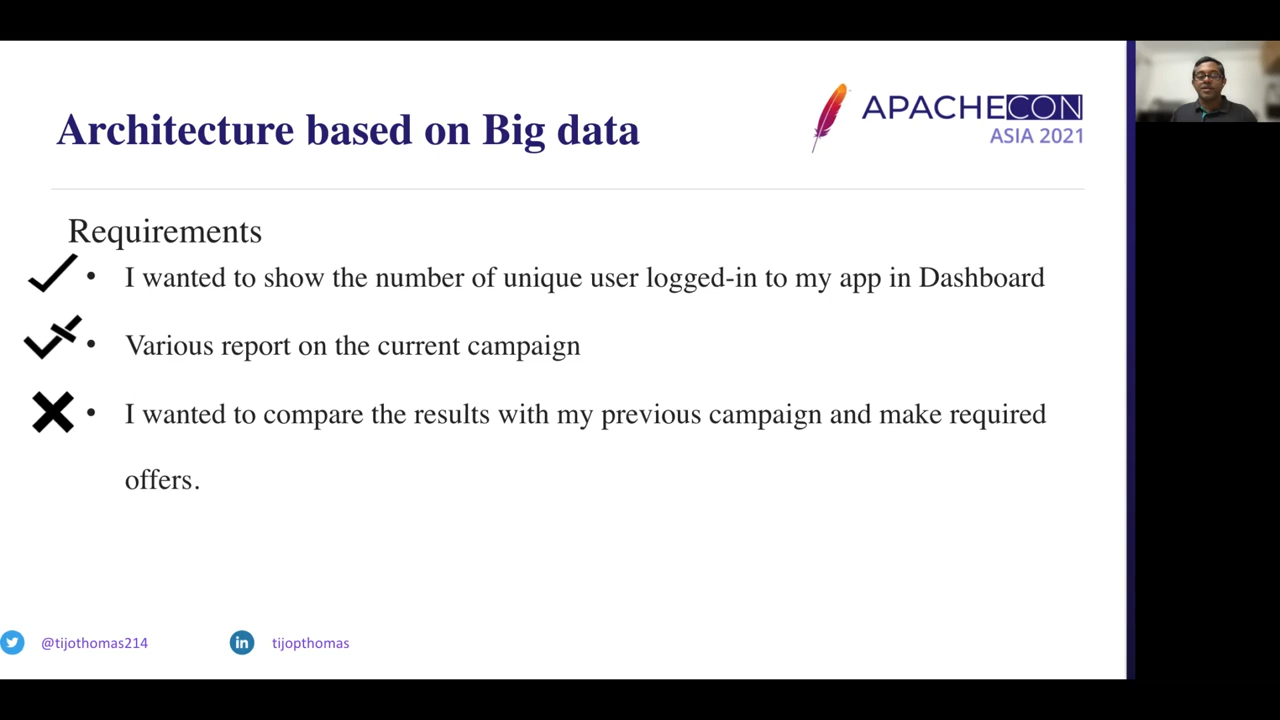 Architecture based on Big data
APACHECON
ASIA 2021
Requirements
• I wanted to show the number of unique user logged-in to my app in Dashboard
• Various report on the current campaign
• I wanted to compare the results with my previous campaign and make required
offers.
@tijothomas214
in tijopthomas